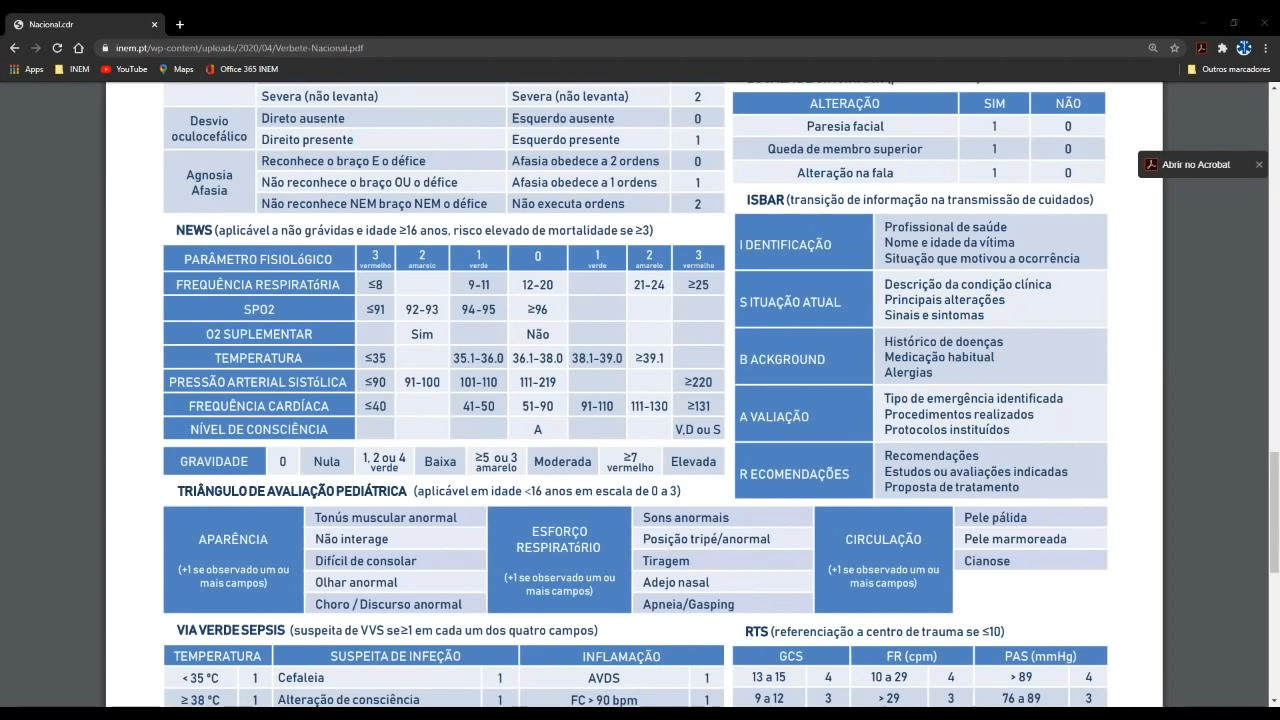 Nacional.cdr
inem.pt/wp-content/uploads/2020/04/Verbete-Nacional.pdf
Apps INEM YouTube Maps Office 365 INEM Outros marcadores
Abrir no Acrobat
Severa (não levanta) Severa (não levanta) 2
Desvio oculocefálico
Direto ausente Esquerdo ausente 0
Direito presente Esquerdo presente 1
Agnosia Afasia
Reconhece o braço E o défice Afasia obedece a 2 ordens 0
Não reconhece o braço OU o défice Afasia obedece a 1 ordens 1
Não reconhece NEM braço NEM o défice Não executa ordens 2
ALTERAÇÃO SIM NÃO
Paresia facial 1 0
Queda de membro superior 1 0
Alteração na fala 1 0
NEWS (aplicável a não grávidas e idade ≥16 anos, risco elevado de mortalidade se ≥3)
PARÂMETRO FISIOLóGICO 3 vermelho 2 amarelo 1 verde 0 1 verde 2 amarelo 3 vermelho
FREQUÊNCIA RESPIRATóRIA ≤8 9-11 12-20 21-24 ≥25
SPO2 ≤91 92-93 94-95 ≥96
O2 SUPLEMENTAR Sim Não
TEMPERATURA ≤35 35.1-36.0 36.1-38.0 38.1-39.0 ≥39.1
PRESSÃO ARTERIAL SISTóLICA ≤90 91-100 101-110 111-219 ≥220
FREQUÊNCIA CARDÍACA ≤40 41-50 51-90 91-110 111-130 ≥131
NÍVEL DE CONSCIÊNCIA A V,D ou S
GRAVIDADE 0 Nula 1, 2 ou 4 verde Baixa ≥5 ou 3 amarelo Moderada ≥7 vermelho Elevada
ISBAR (transição de informação na transmissão de cuidados)
I DENTIFICAÇÃO
Profissional de saúde
Nome e idade da vítima
Situação que motivou a ocorrência
S ITUAÇÃO ATUAL
Descrição da condição clínica
Principais alterações
Sinais e sintomas
B ACKGROUND
Histórico de doenças
Medicação habitual
Alergias
A VALIAÇÃO
Tipo de emergência identificada
Procedimentos realizados
Protocolos instituídos
R ECOMENDAÇÕES
Recomendações
Estudos ou avaliações indicadas
Proposta de tratamento
TRIÂNGULO DE AVALIAÇÃO PEDIÁTRICA (aplicável em idade <16 anos em escala de 0 a 3)
APARÊNCIA
(+1 se observado um ou
mais campos)
Tonús muscular anormal
Não interage
Difícil de consolar
Olhar anormal
Choro / Discurso anormal
ESFORÇO
RESPIRATóRIO
(+1 se observado um ou
mais campos)
Sons anormais
Posição tripé/anormal
Tiragem
Adejo nasal
Apneia/Gasping
CIRCULAÇÃO
(+1 se observado um ou
mais campos)
Pele pálida
Pele marmoreada
Cianose
VIA VERDE SEPSIS (suspeita de VVS se≥1 em cada um dos quatro campos)
TEMPERATURA SUSPEITA DE INFEÇÃO INFLAMAÇÃO
< 35 ºC 1 Cefaleia 1 AVDS 1
≥ 38 ºC 1 Alteração de consciência 1 FC > 90 bpm 1
RTS (referenciação a centro de trauma se ≤10)
GCS FR (cpm) PAS (mmHg)
13 a 15 4 10 a 29 4 > 89 4
9 a 12 3 > 29 3 76 a 89 3